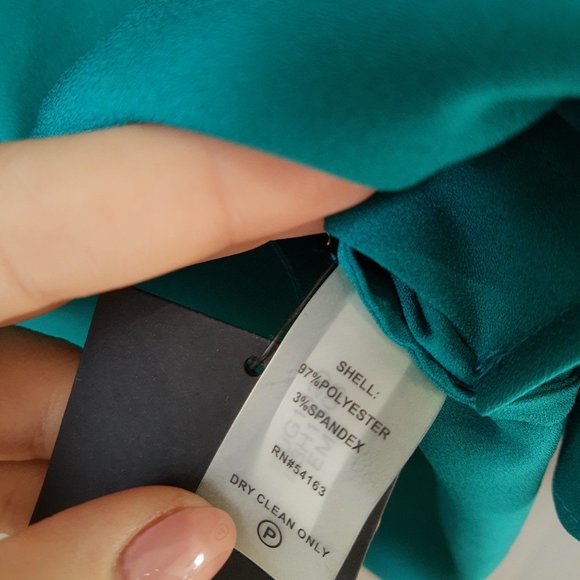 SHELL:
97%POLYESTER
3%SPANDEX
RN#54163
DRY CLEAN ONLY
P